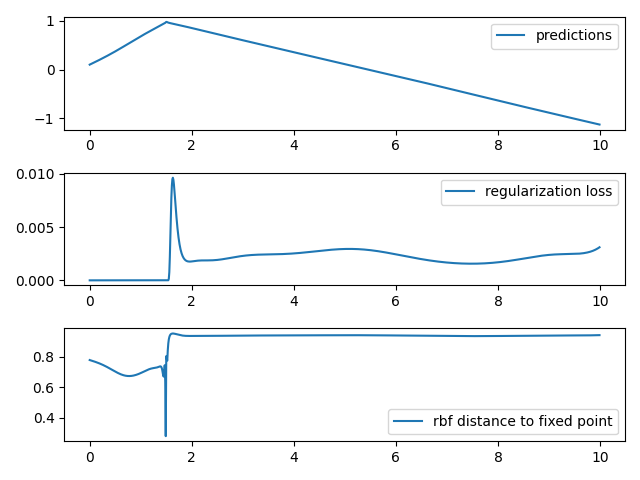 1
0
−1
predictions
0 2 4 6 8 10
0.010
0.005
0.000
regularization loss
0 2 4 6 8 10
0.8
0.6
0.4
rbf distance to fixed point
0 2 4 6 8 10